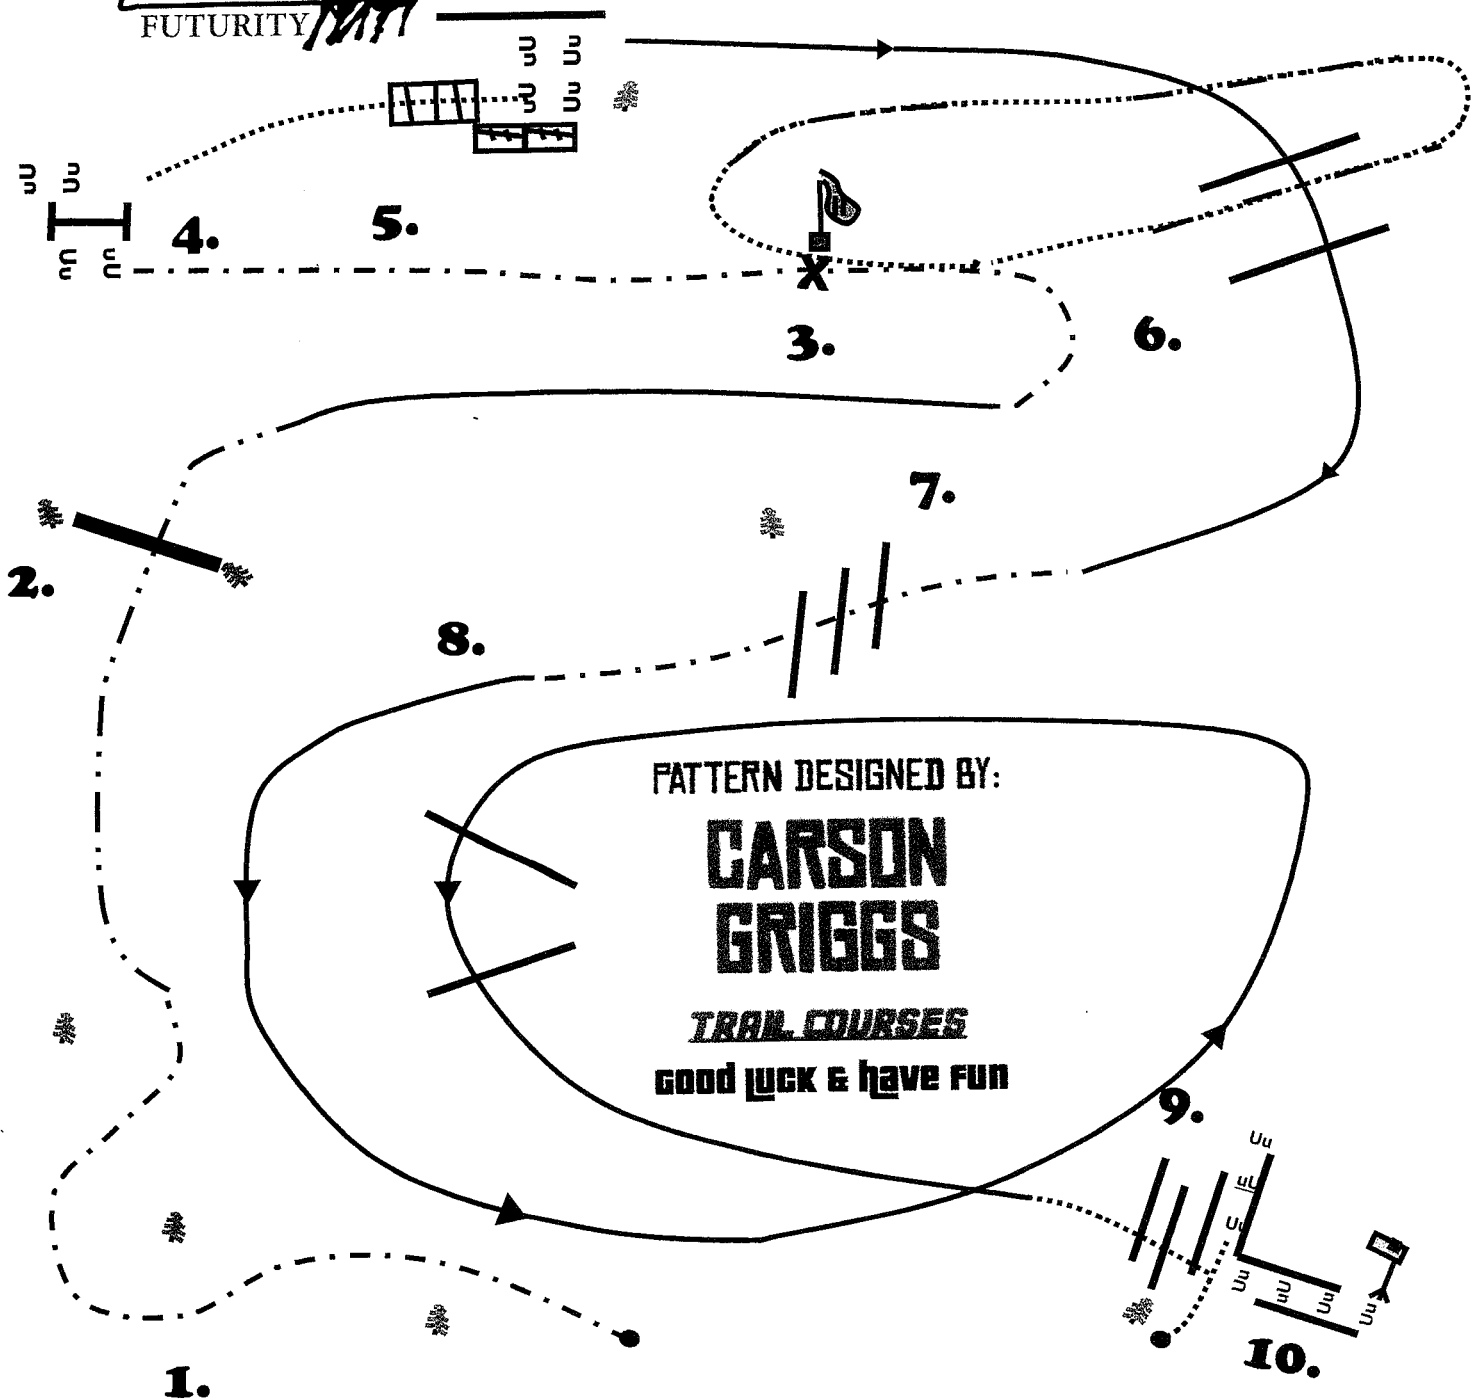 FUTURITY
4.
5.
X
3.
6.
7.
2.
8.
PATTERN DESIGNED BY:
CARSON
GRIGGS
TRAIL COURSES
GOOD LUCK & HAVE FUN
9.
10.
1.